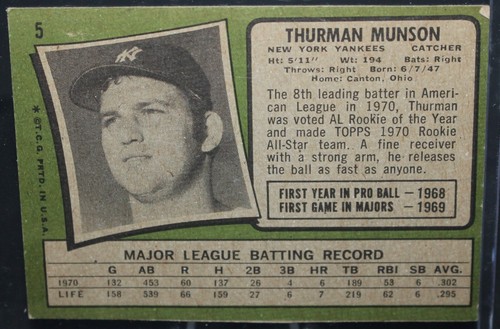 5
THURMAN MUNSON
NEW YORK YANKEES CATCHER
Ht: 5'11" Wt: 194 Bats: Right
Throws: Right Born: 6/7/47
Home: Canton, Ohio
The 8th leading batter in Ameri-
can League in 1970, Thurman
was voted AL Rookie of the Year
and made TOPPS 1970 Rookie
All-Star team. A fine receiver
with a strong arm, he releases
the ball as fast as anyone.
FIRST YEAR IN PRO BALL — 1968
FIRST GAME IN MAJORS — 1969
NY
* © T.C.G. PRTD. IN U.S.A.
MAJOR LEAGUE BATTING RECORD
G AB R H 2B 3B HR TB RBI SB AVG.
1970 132 453 60 137 26 4 6 189 53 6 .302
LIFE 158 539 66 159 27 6 7 219 62 6 .295